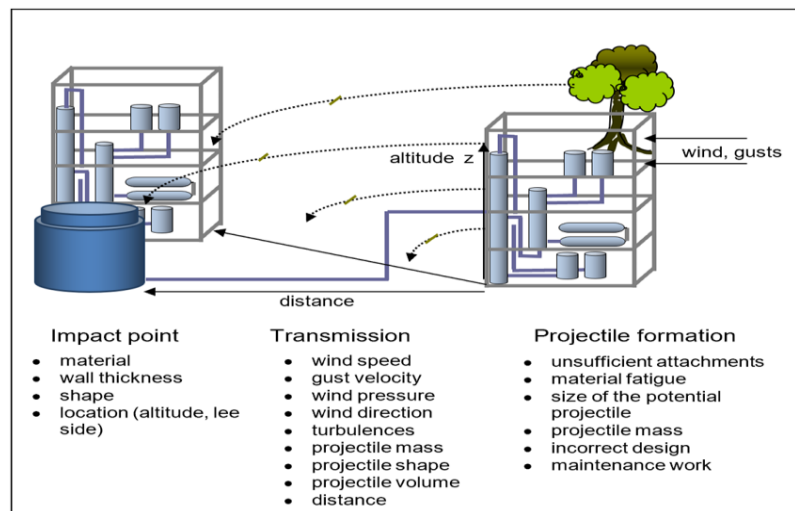 altitude z
wind, gusts
distance
Impact point
• material
• wall thickness
• shape
• location (altitude, lee
side)
Transmission
• wind speed
• gust velocity
• wind pressure
• wind direction
• turbulences
• projectile mass
• projectile shape
• projectile volume
• distance
Projectile formation
• unsufficient attachments
• material fatigue
• size of the potential
projectile
• projectile mass
• incorrect design
• maintenance work